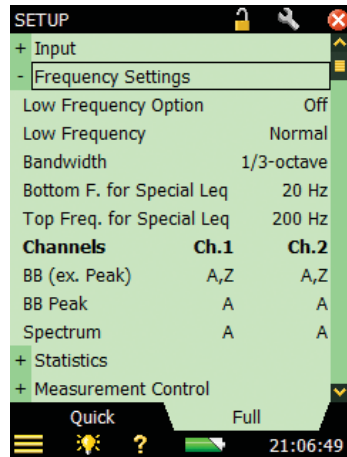 SETUP
+ Input
- Frequency Settings
Low Frequency Option Off
Low Frequency Normal
Bandwidth 1/3-octave
Bottom F. for Special Leq 20 Hz
Top Freq. for Special Leq 200 Hz
Channels Ch.1 Ch.2
BB (ex. Peak) A,Z A,Z
BB Peak A A
Spectrum A A
+ Statistics
+ Measurement Control
Quick Full
? 21:06:49